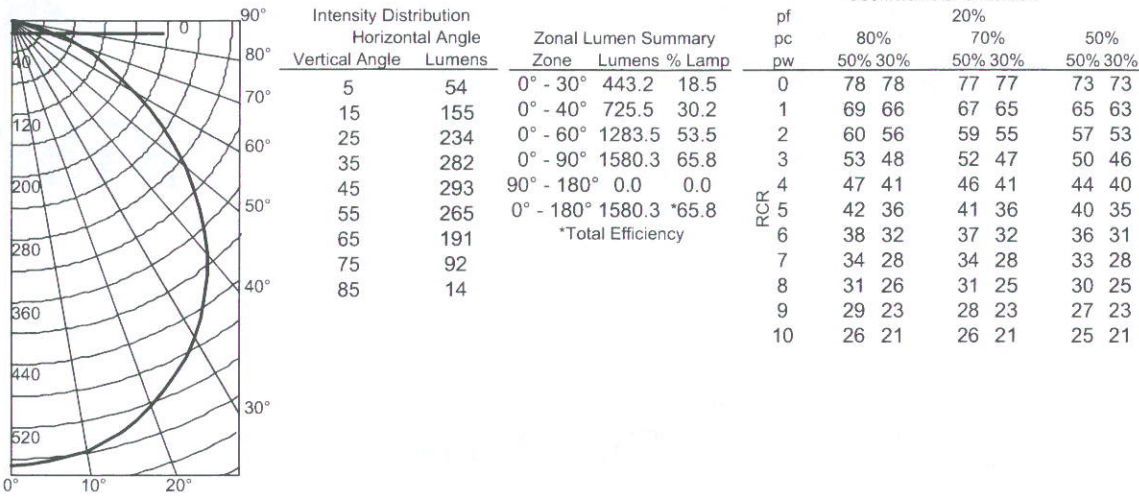 90°
80°
70°
60°
50°
40°
30°
0
40
120
200
280
360
440
520
0° 10° 20°
Intensity Distribution
Horizontal Angle
Vertical Angle Lumens
5 54
15 155
25 234
35 282
45 293
55 265
65 191
75 92
85 14
Zonal Lumen Summary
Zone Lumens % Lamp
0° - 30° 443.2 18.5
0° - 40° 725.5 30.2
0° - 60° 1283.5 53.5
0° - 90° 1580.3 65.8
90° - 180° 0.0 0.0
0° - 180° 1580.3 *65.8
*Total Efficiency
pf 20%
pc 80% 70% 50%
pw 50% 30% 50% 30% 50% 30%
RCR
0 78 78 77 77 73 73
1 69 66 67 65 65 63
2 60 56 59 55 57 53
3 53 48 52 47 50 46
4 47 41 46 41 44 40
5 42 36 41 36 40 35
6 38 32 37 32 36 31
7 34 28 34 28 33 28
8 31 26 31 25 30 25
9 29 23 28 23 27 23
10 26 21 26 21 25 21